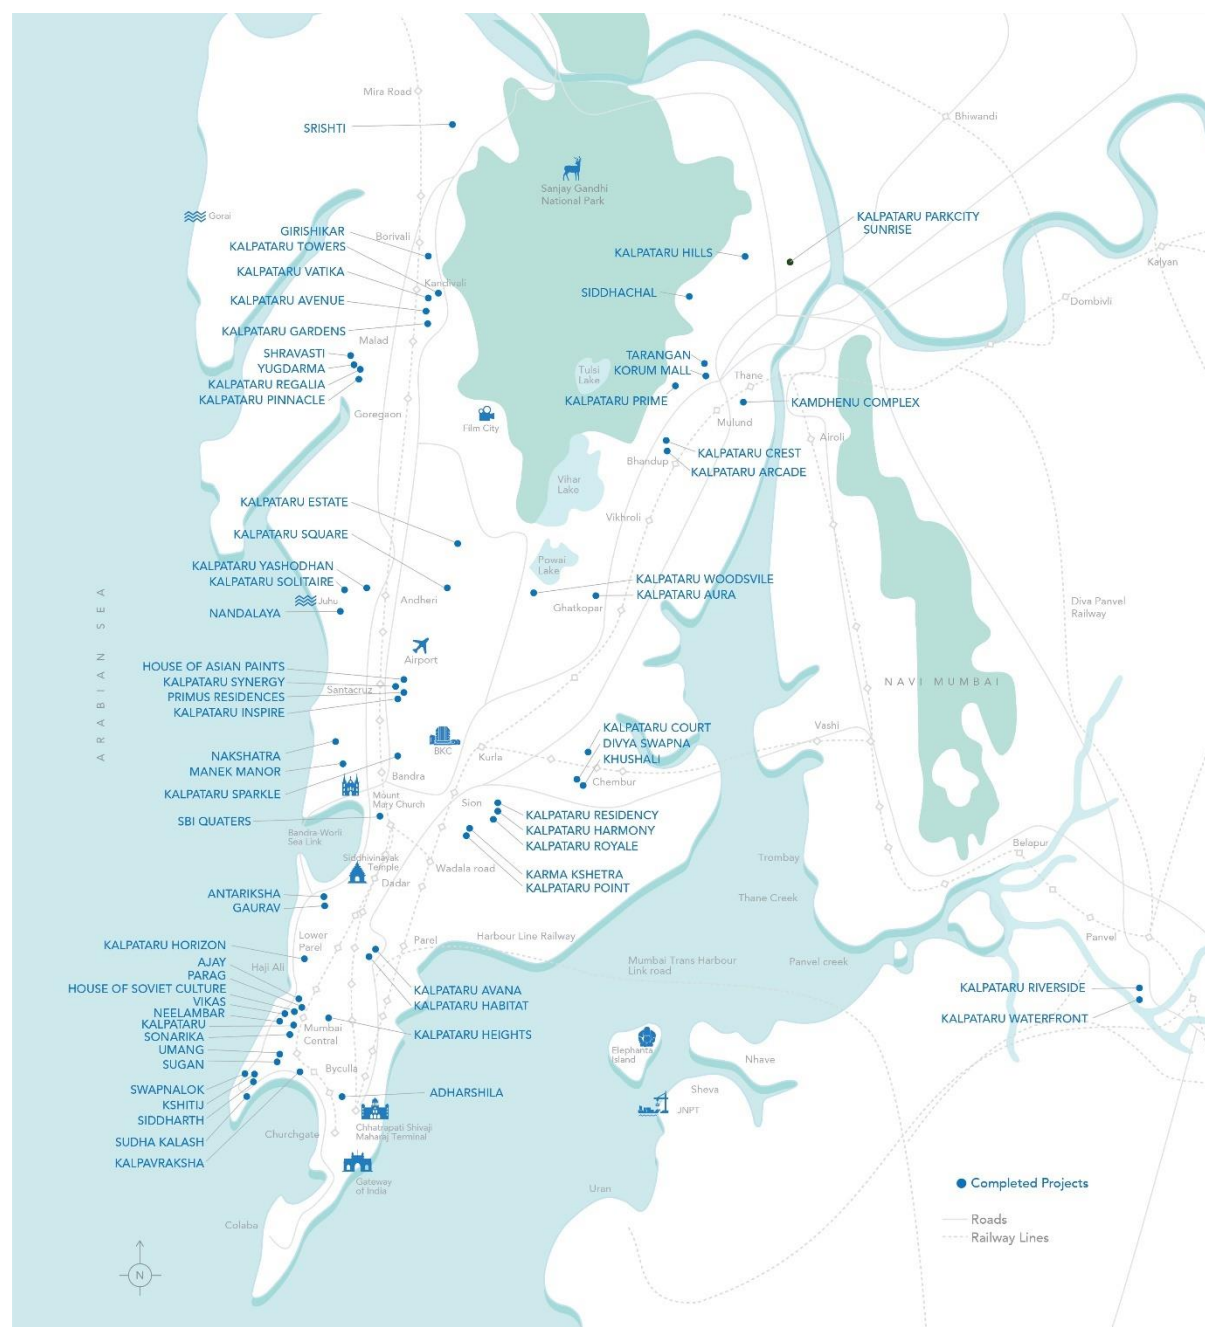 Mira Road
SRISHTI
Bhiwandi
Sanjay Gandhi
National Park
Gorai
KALPATARU PARKCITY
SUNRISE
GIRISHIKAR
Borivali
KALPATARU TOWERS
KALPATARU HILLS
Kalyan
KALPATARU VATIKA
Kandivali
SIDDHACHAL
KALPATARU AVENUE
Dombivli
KALPATARU GARDENS
Malad
SHRAVASTI
TARANGAN
YUGDARMA
KORUM MALL
Tulsi
Lake
Thane
KALPATARU REGALIA
KALPATARU PINNACLE
KALPATARU PRIME
KAMDHENU COMPLEX
Goregaon
Film City
Mulund
Airoli
KALPATARU CREST
Bhandup
KALPATARU ARCADE
Vihar
Lake
KALPATARU ESTATE
Vikhroli
KALPATARU SQUARE
KALPATARU YASHODHAN
Powai
Lake
KALPATARU SOLITAIRE
KALPATARU WOODSVILE
KALPATARU AURA
Juhu
Andheri
Ghatkopar
NANDALAYA
Diva Panvel
Railway
ARABIAN SEA
Airport
HOUSE OF ASIAN PAINTS
KALPATARU SYNERGY
Santacruz
PRIMUS RESIDENCES
KALPATARU INSPIRE
NAVI MUMBAI
KALPATARU COURT
Vashi
DIVYA SWAPNA
KHUSHALI
BKC
Kurla
NAKSHATRA
MANEK MANOR
Bandra
Chembur
KALPATARU SPARKLE
Mount
Mary Church
Sion
SBI QUATERS
KALPATARU RESIDENCY
KALPATARU HARMONY
KALPATARU ROYALE
Bandra-Worli
Sea Link
Belapur
Siddhivinayak
Temple
Wadala road
Trombay
KARMA KSHETRA
KALPATARU POINT
Dadar
ANTARIKSHA
GAURAV
Thane Creek
Lower
Parel
Parel
Harbour Line Railway
Panvel
KALPATARU HORIZON
AJAY
Haji Ali
Mumbai Trans Harbour
Link road
Panvel creek
PARAG
HOUSE OF SOVIET CULTURE
KALPATARU AVANA
KALPATARU HABITAT
KALPATARU RIVERSIDE
VIKAS
NEELAMBAR
KALPATARU
SONARIKA
Mumbai
Central
KALPATARU HEIGHTS
KALPATARU WATERFRONT
UMANG
SUGAN
Elephanta
Island
Nhave
Byculla
SWAPNALOK
ADHARSHILA
Sheva
KSHITIJ
JNPT
SIDDHARTH
Churchgate
Chhatrapati Shivaji
Maharaj Terminal
SUDHA KALASH
KALPAVRAKSHA
Gateway
of India
Uran
Completed Projects
Colaba
Roads
Railway Lines
N